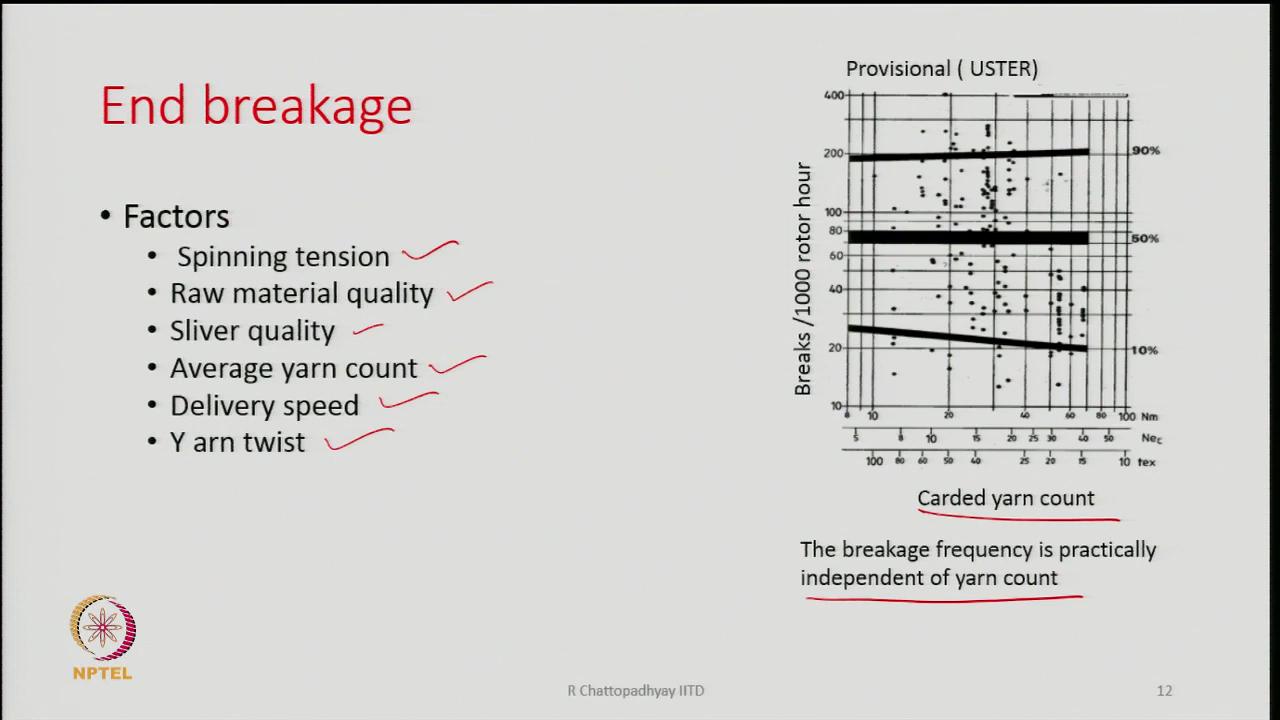 End breakage
• Factors
• Spinning tension
• Raw material quality
• Sliver quality
• Average yarn count
• Delivery speed
• Y arn twist
Provisional ( USTER)
Breaks /1000 rotor hour
400
200
100
80
60
40
20
10
90%
50%
10%
8 10 20 40 60 80 100 Nm
5 8 10 15 20 25 30 40 50 Nec
100 80 60 50 40 25 20 15 10 tex
Carded yarn count
The breakage frequency is practically
independent of yarn count
NPTEL
R Chattopadhyay IITD
12